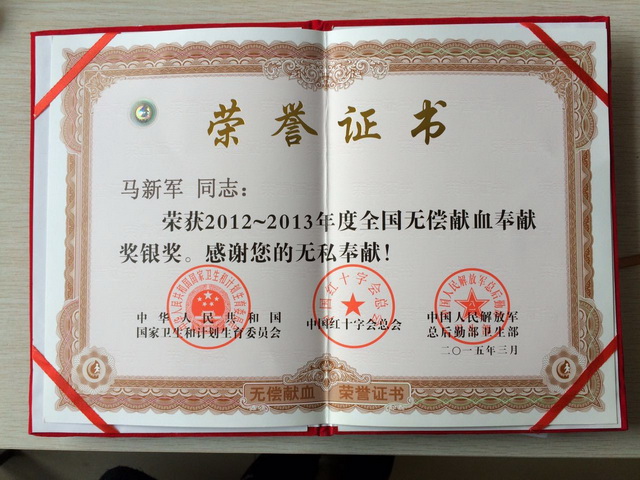 荣誉证书
马新军 同志：
荣获2012~2013年度全国无偿献血奉献
奖银奖。感谢您的无私奉献！
中华人民共和国
国家卫生和计划生育委员会
中国红十字会总会
中国人民解放军
总后勤部卫生部
二〇一五年三月
无偿献血 荣誉证书